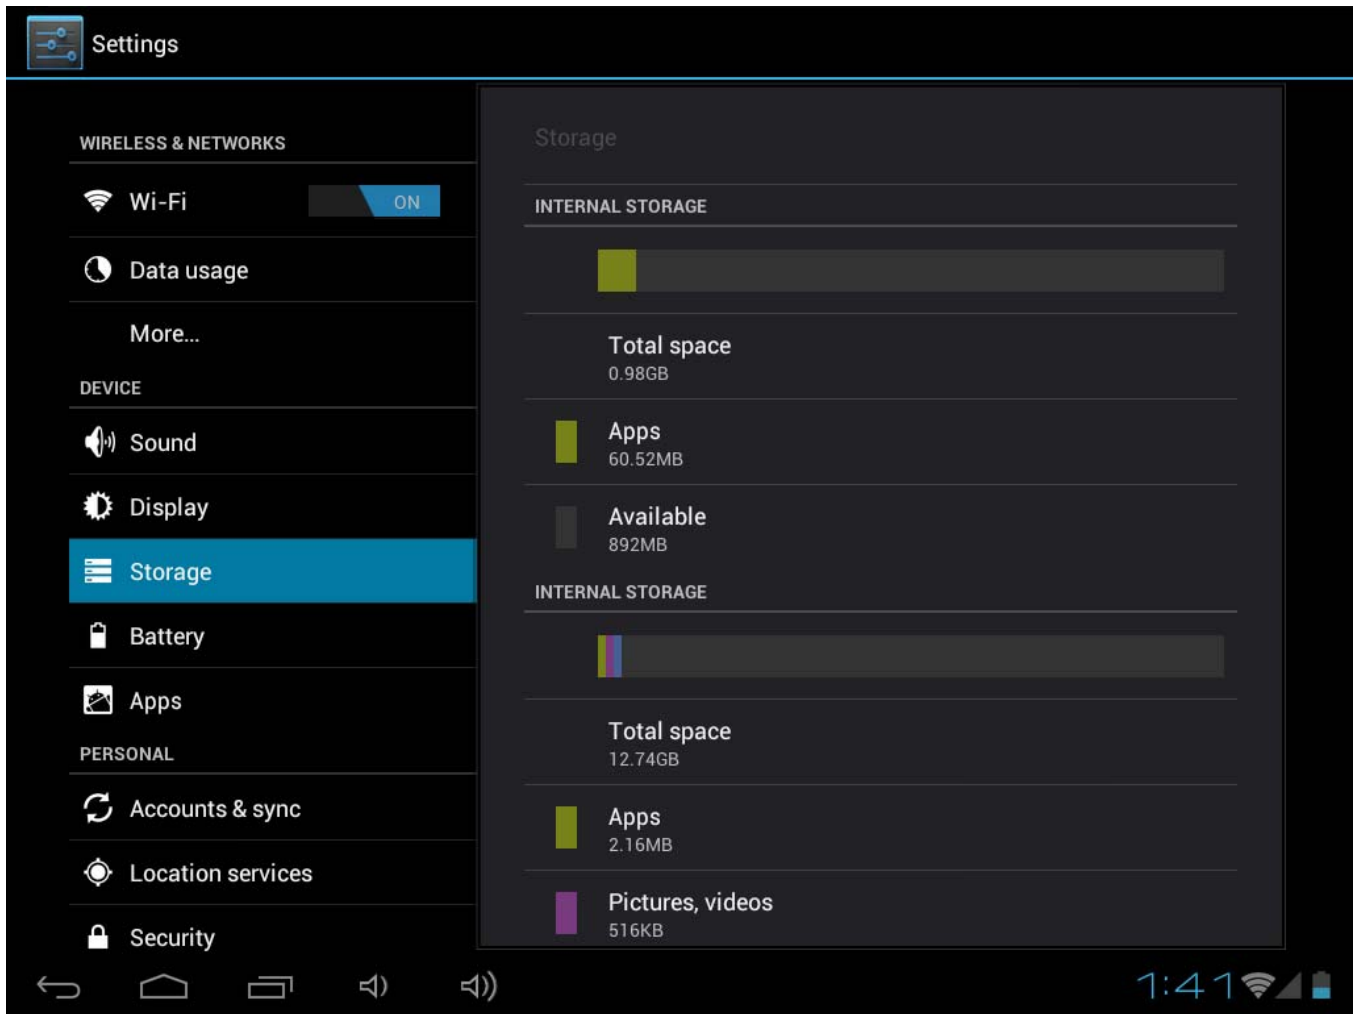 Settings
WIRELESS & NETWORKS
Wi-Fi
ON
Data usage
More...
DEVICE
Sound
Display
Storage
Battery
Apps
PERSONAL
Accounts & sync
Location services
Security
Storage
INTERNAL STORAGE
Total space
0.98GB
Apps
60.52MB
Available
892MB
INTERNAL STORAGE
Total space
12.74GB
Apps
2.16MB
Pictures, videos
516KB
1:41